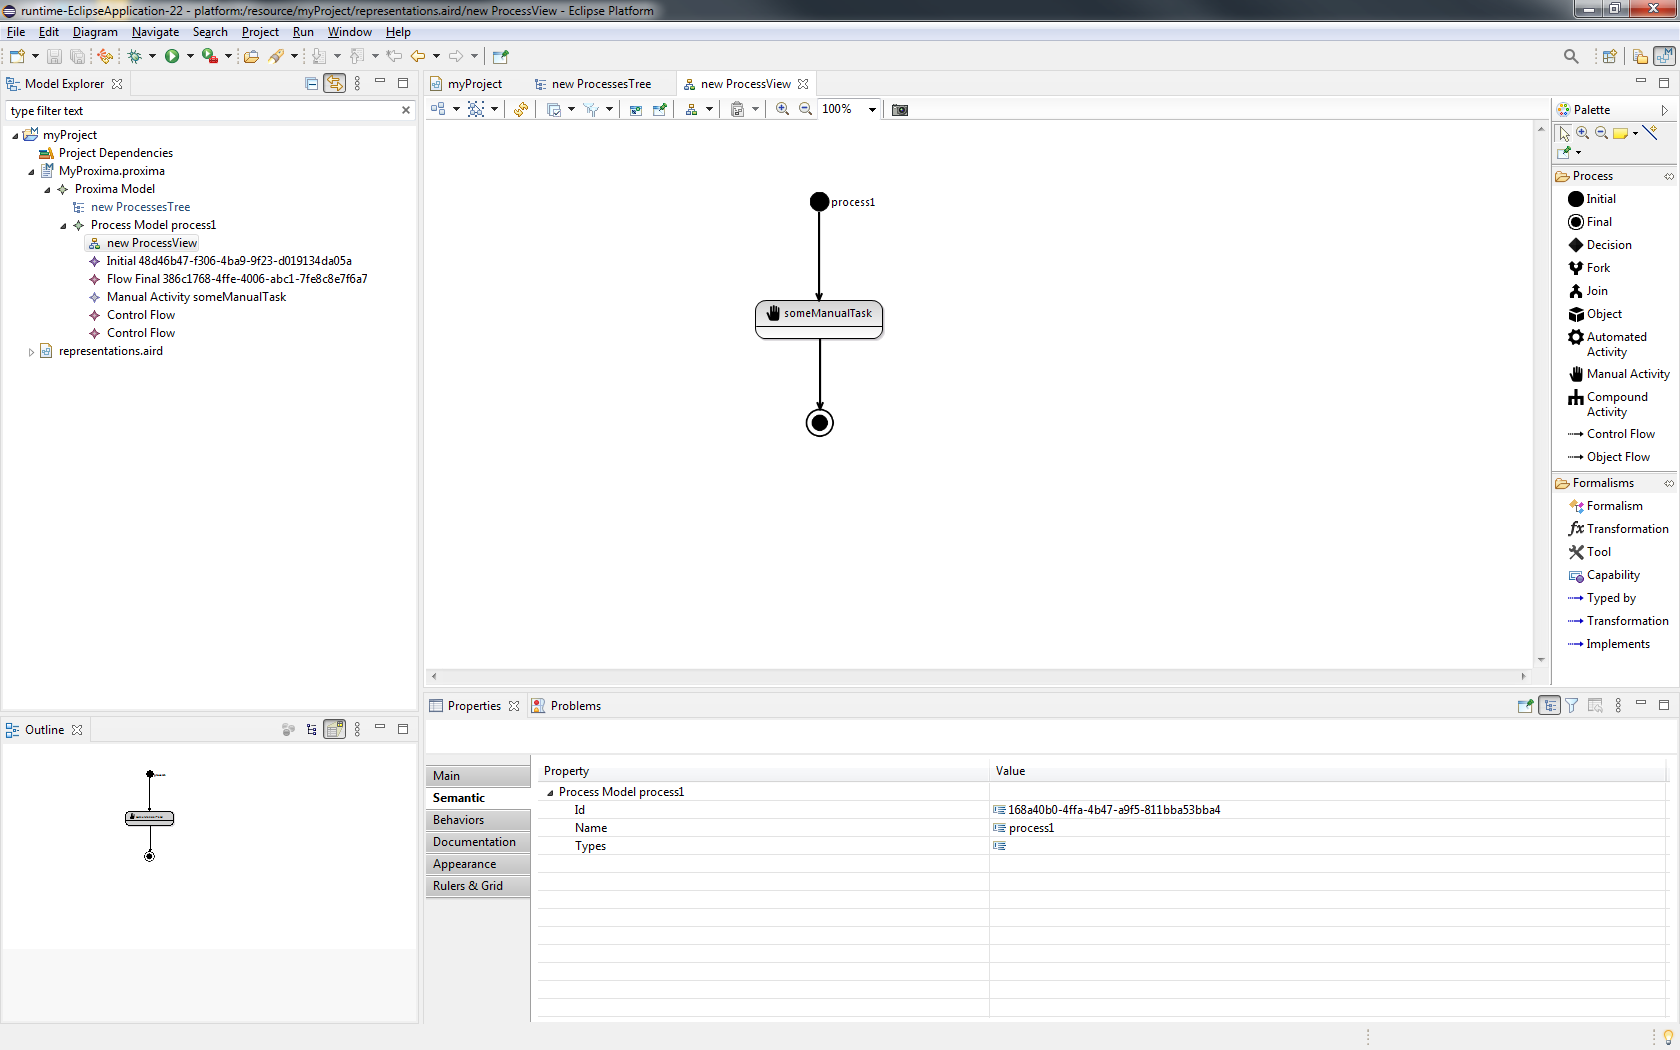 runtime-EclipseApplication-22 - platform:/resource/myProject/representations.aird/new ProcessView - Eclipse Platform
File Edit Diagram Navigate Search Project Run Window Help
Model Explorer
type filter text
myProject
Project Dependencies
MyProxima.proxima
Proxima Model
new ProcessesTree
Process Model process1
new ProcessView
Initial 48d46b47-f306-4ba9-9f23-d019134da05a
Flow Final 386c1768-4ffe-4006-abc1-7fe8c8e7f6a7
Manual Activity someManualTask
Control Flow
Control Flow
representations.aird
myProject new ProcessesTree new ProcessView
100%
process1
someManualTask
Palette
Process
Initial
Final
Decision
Fork
Join
Object
Automated
Activity
Manual Activity
Compound
Activity
Control Flow
Object Flow
Formalisms
Formalism
Transformation
Tool
Capability
Typed by
Transformation
Implements
Outline
Properties Problems
Main
Semantic
Behaviors
Documentation
Appearance
Rulers & Grid
Property Value
Process Model process1
Id 168a40b0-4ffa-4b47-a9f5-811bba53bba4
Name process1
Types